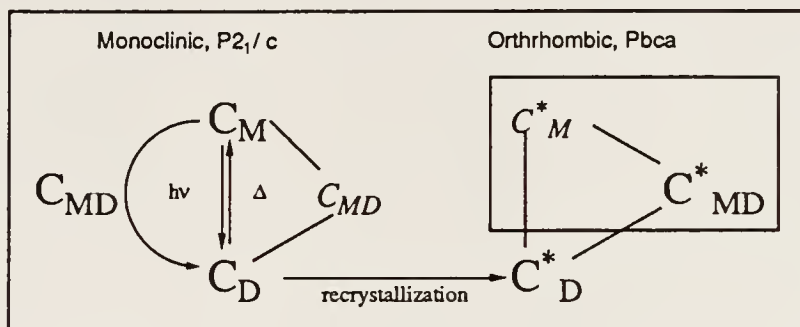 Monoclinic, P2₁/ c
Orthrhombic, Pbca
C_M
C*_M
C_MD
hν
Δ
C_MD
C*_MD
C_D
recrystallization
C*_D